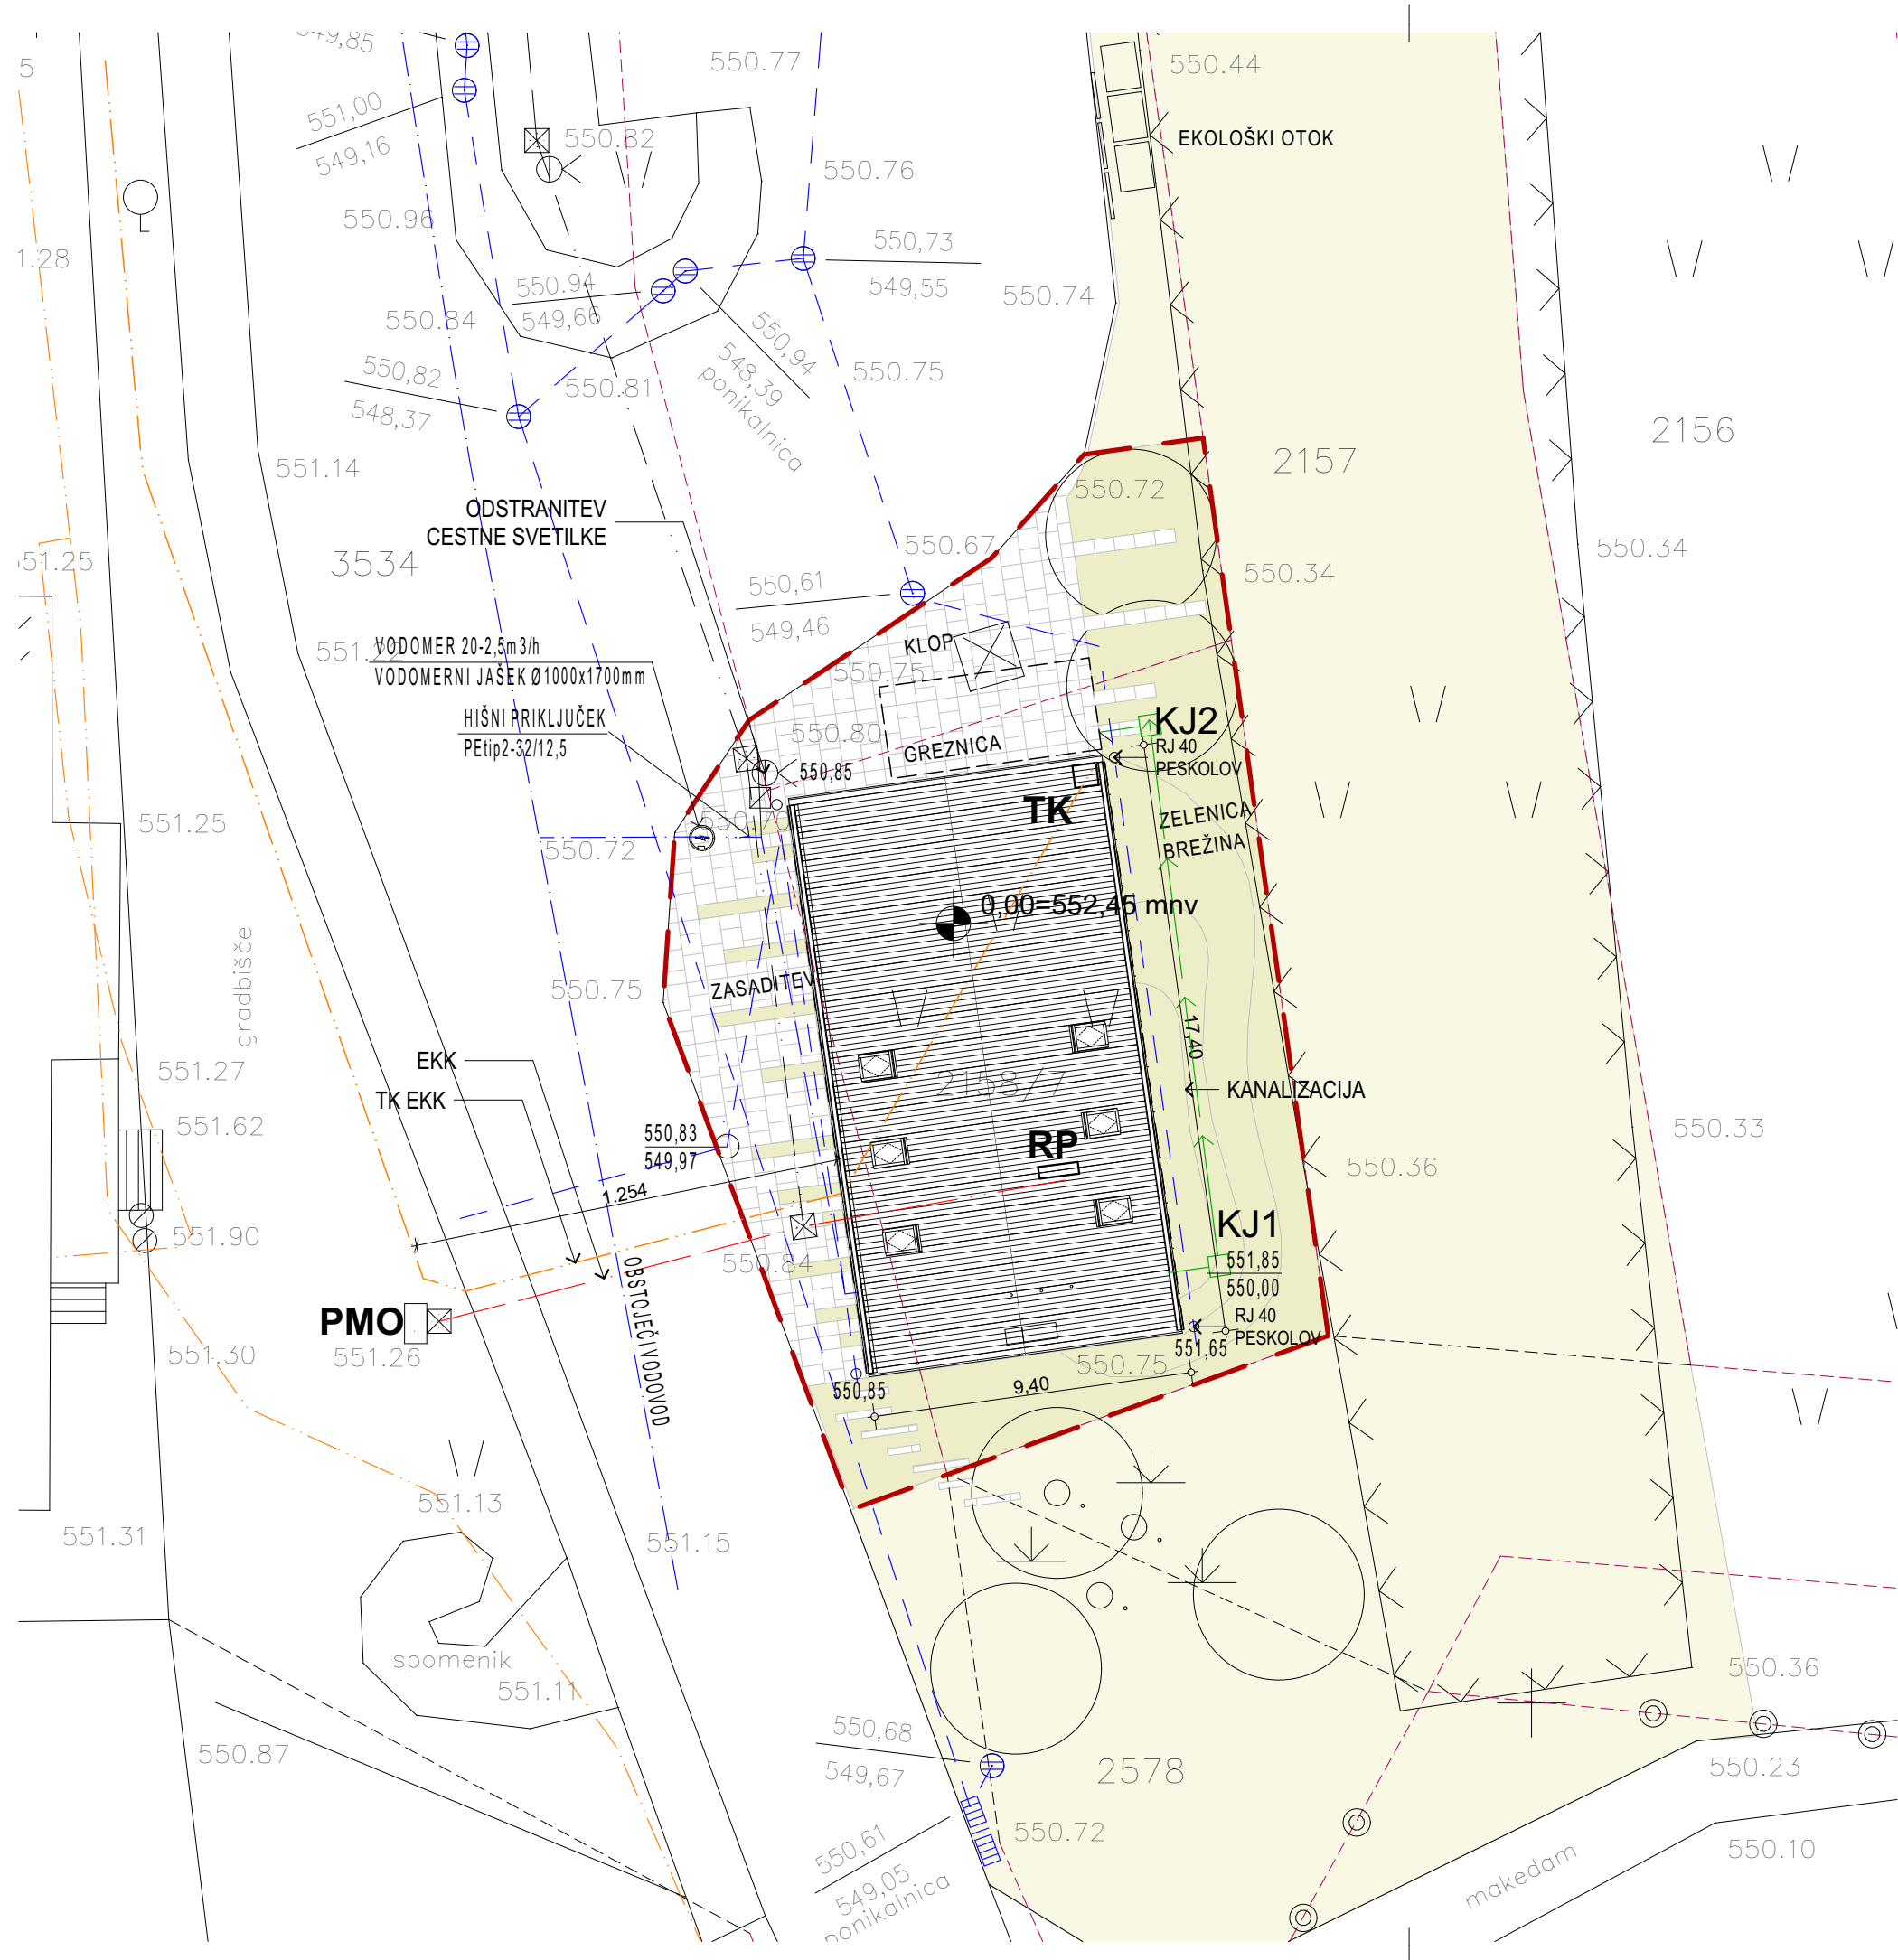 549,85
5
550.77
550.44
551,00
549,16
550.82
EKOLOŠKI OTOK
550.76
550.96
1.28
550,73
549,55
550.74
550.94
549,66
550.84
550,94
548,39
ponikalnica
550,82
548,37
550.81
550.75
2156
2157
551.14
550.72
ODSTRANITEV
CESTNE SVETILKE
3534
551.25
550.67
550.34
550.34
550,61
549,46
KLOP
551.22
VODOMER 20-2,5m3/h
VODOMERNI JAŠEK Ø1000x1700mm
550.75
HIŠNI PRIKLJUČEK
PEtip2-32/12,5
550.80
GREZNICA
KJ2
RJ 40
PESKOLOV
550,85
TK
ZELENICA
BREŽINA
551.25
550.72
0,00=552,45 mnv
gradbišče
550.75
ZASADITEV
17,40
EKK
TK EKK
551.27
2158/7
KANALIZACIJA
551.62
550,83
549,97
RP
550.33
550.36
1.254
551.90
KJ1
551,85
550,00
550.84
OBSTOJEČI VODOVOD
PMO
551.26
551.30
RJ 40
PESKOLOV
551,65
550.75
550,85
9,40
551.13
551.31
551.15
spomenik
551.11
550.36
550.87
550,68
549,67
2578
550.23
550.72
550,61
549,05
ponikalnica
makedam
550.10